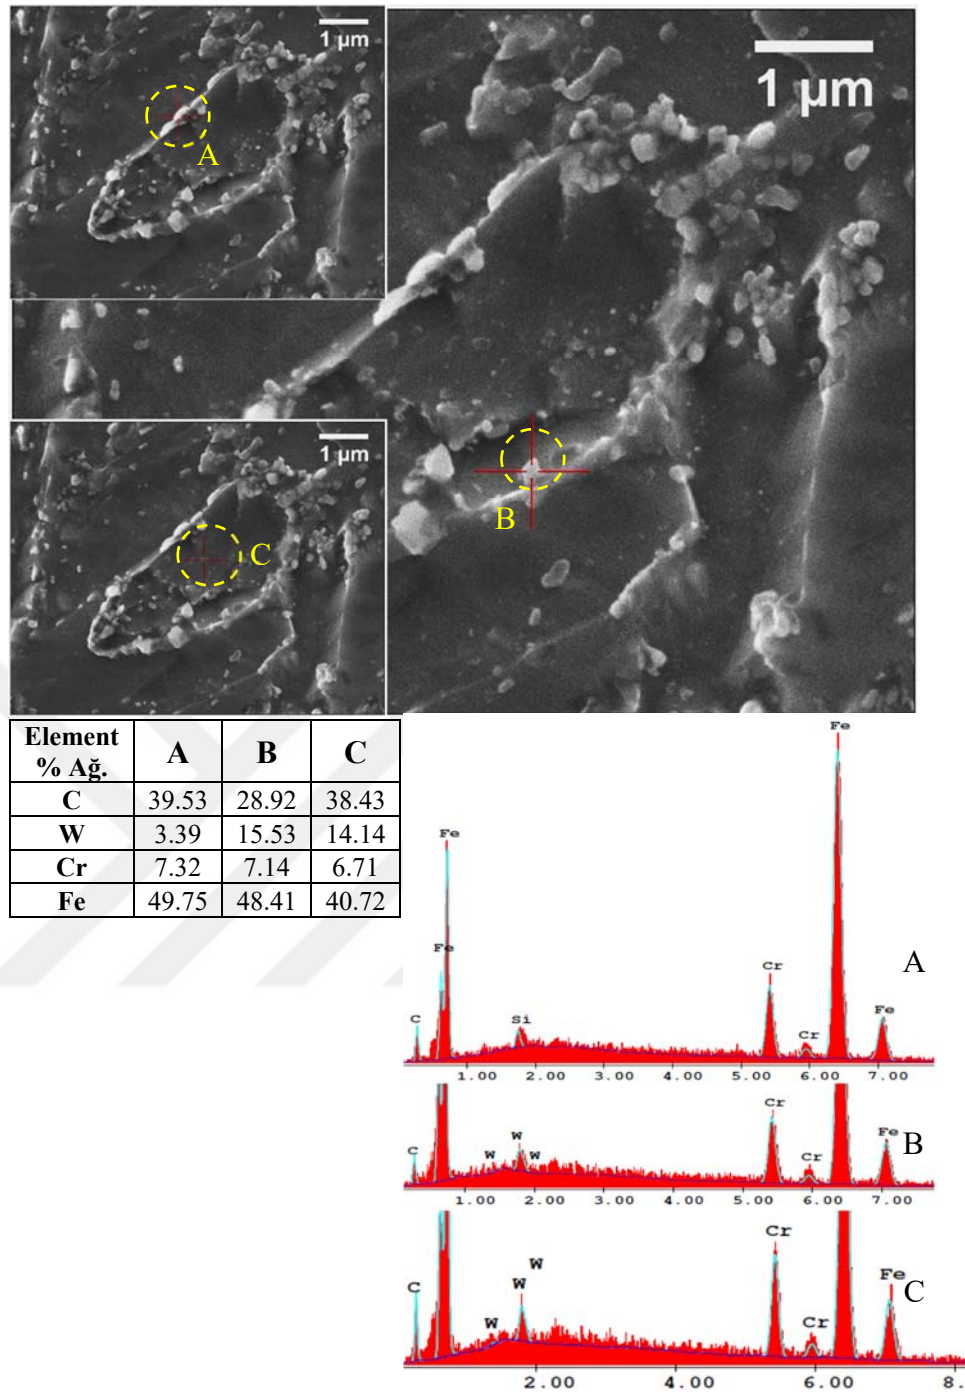 1 µm
A
1 µm
B
1 µm
C
Element % Ağ. A B C
C 39.53 28.92 38.43
W 3.39 15.53 14.14
Cr 7.32 7.14 6.71
Fe 49.75 48.41 40.72
Fe
Fe
Fe
A
Cr
C Si Cr Fe
1.00 2.00 3.00 4.00 5.00 6.00 7.00
Cr
W Fe B
C W W Cr
1.00 2.00 3.00 4.00 5.00 6.00 7.00
Cr
W
C W Fe C
W Cr
2.00 4.00 6.00 8.